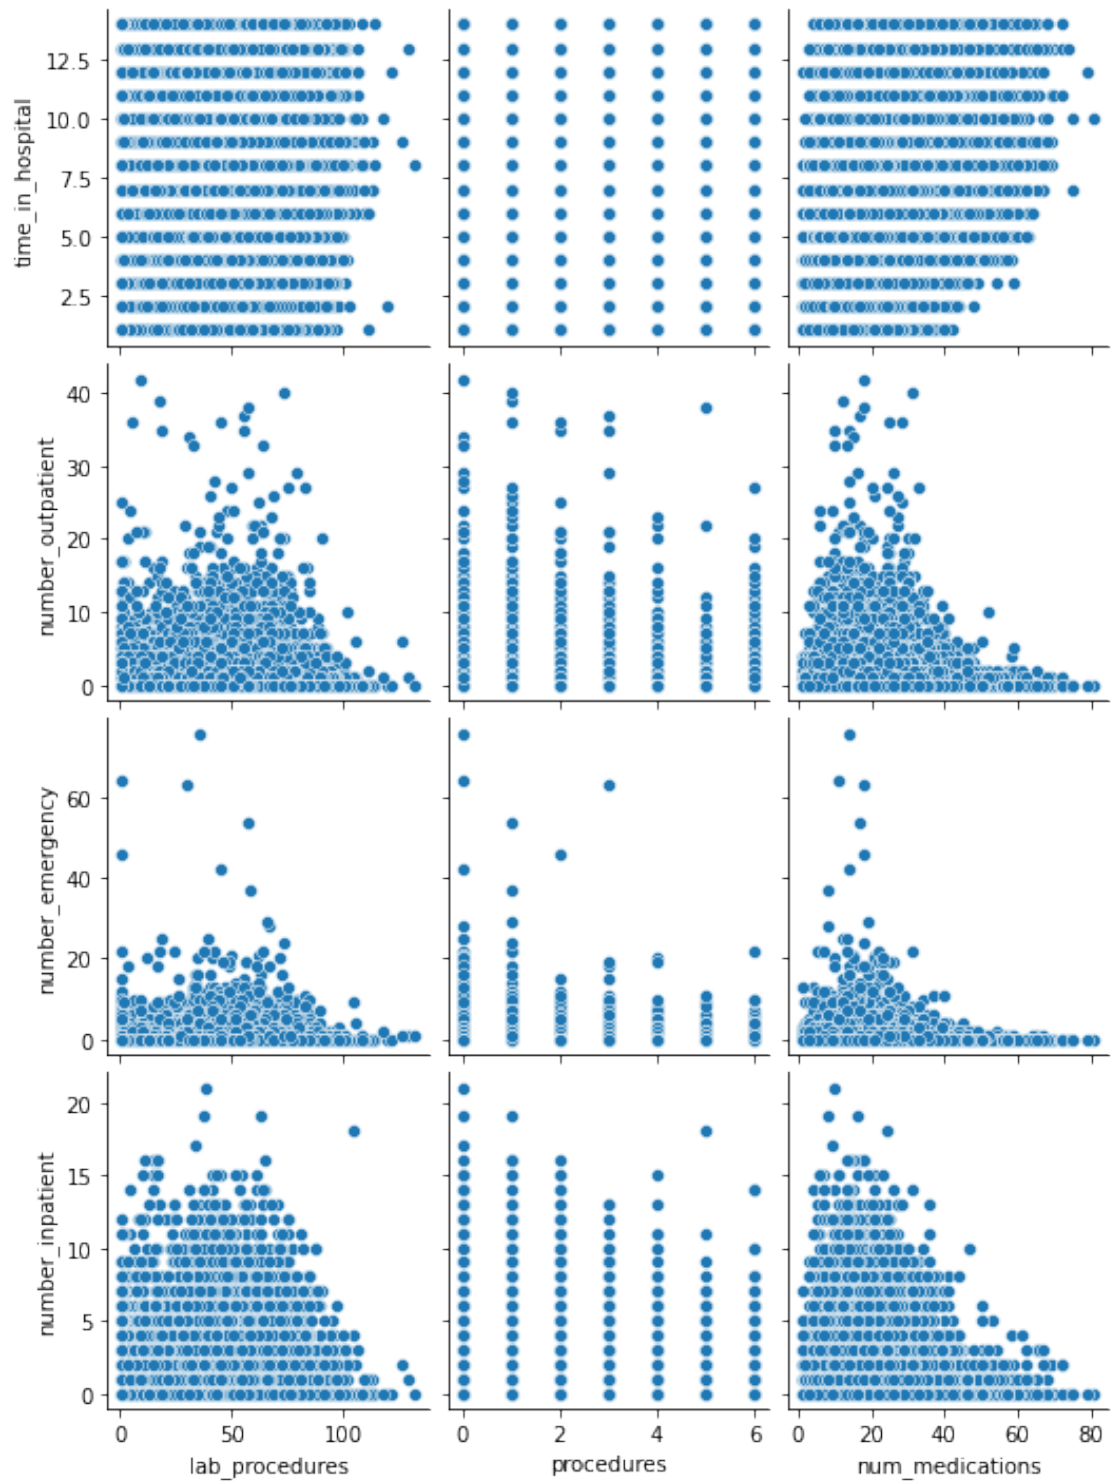 12.5
10.0
7.5
5.0
2.5
time_in_hospital
40
30
20
10
0
number_outpatient
60
40
20
0
number_emergency
20
15
10
5
0
number_inpatient
0 50 100
lab_procedures
0 2 4 6
procedures
0 20 40 60 80
num_medications